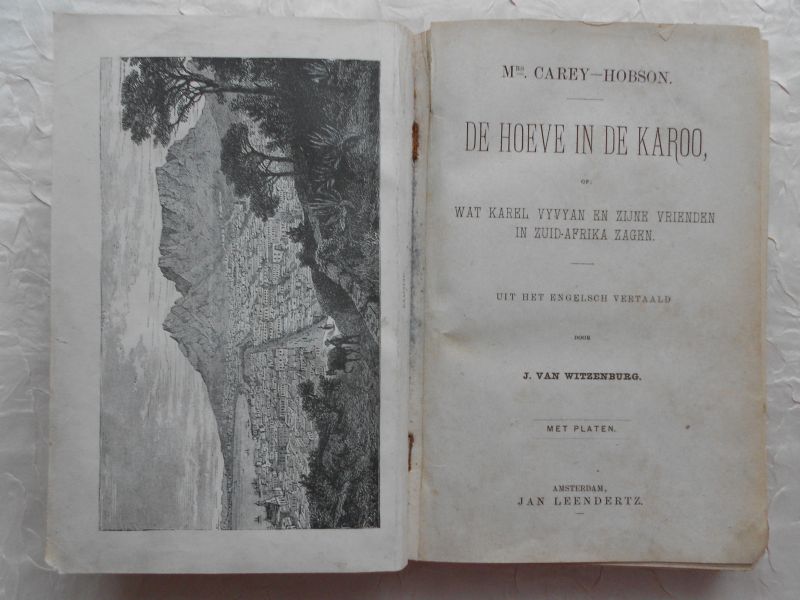 MRS. CAREY—HOBSON.
DE HOEVE IN DE KAROO,
OF:
WAT KAREL VYVYAN EN ZIJNE VRIENDEN
IN ZUID-AFRIKA ZAGEN.
UIT HET ENGELSCH VERTAALD
DOOR
J. VAN WITZENBURG.
MET PLATEN.
AMSTERDAM,
JAN LEENDERTZ.